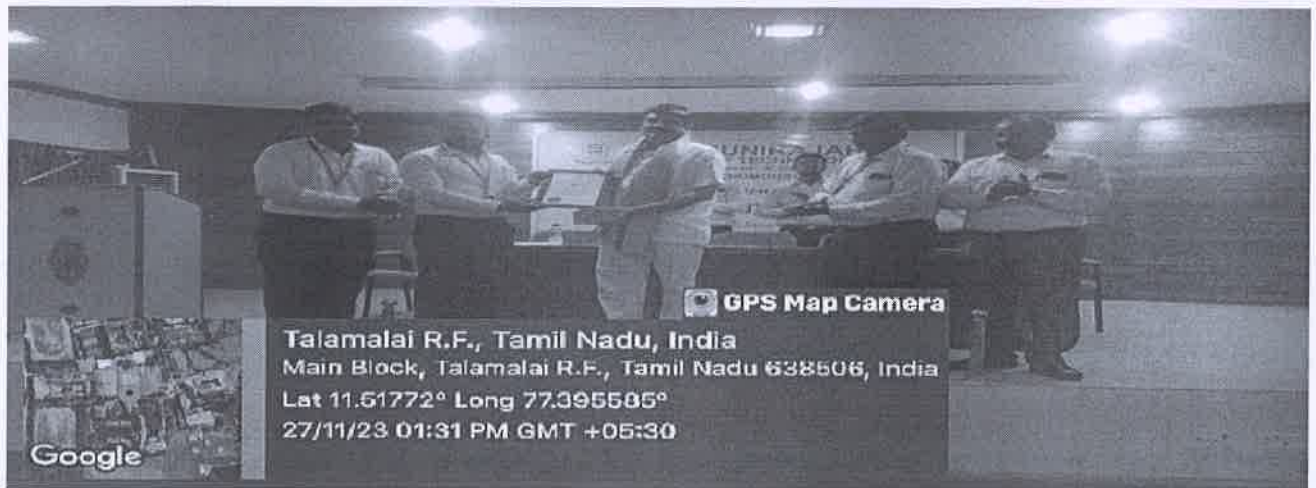 UNIRAJAR
GPS Map Camera
Talamalai R.F., Tamil Nadu, India
Main Block, Talamalai R.F., Tamil Nadu 638506, India
Lat 11.51772° Long 77.395585°
27/11/23 01:31 PM GMT +05:30
Google